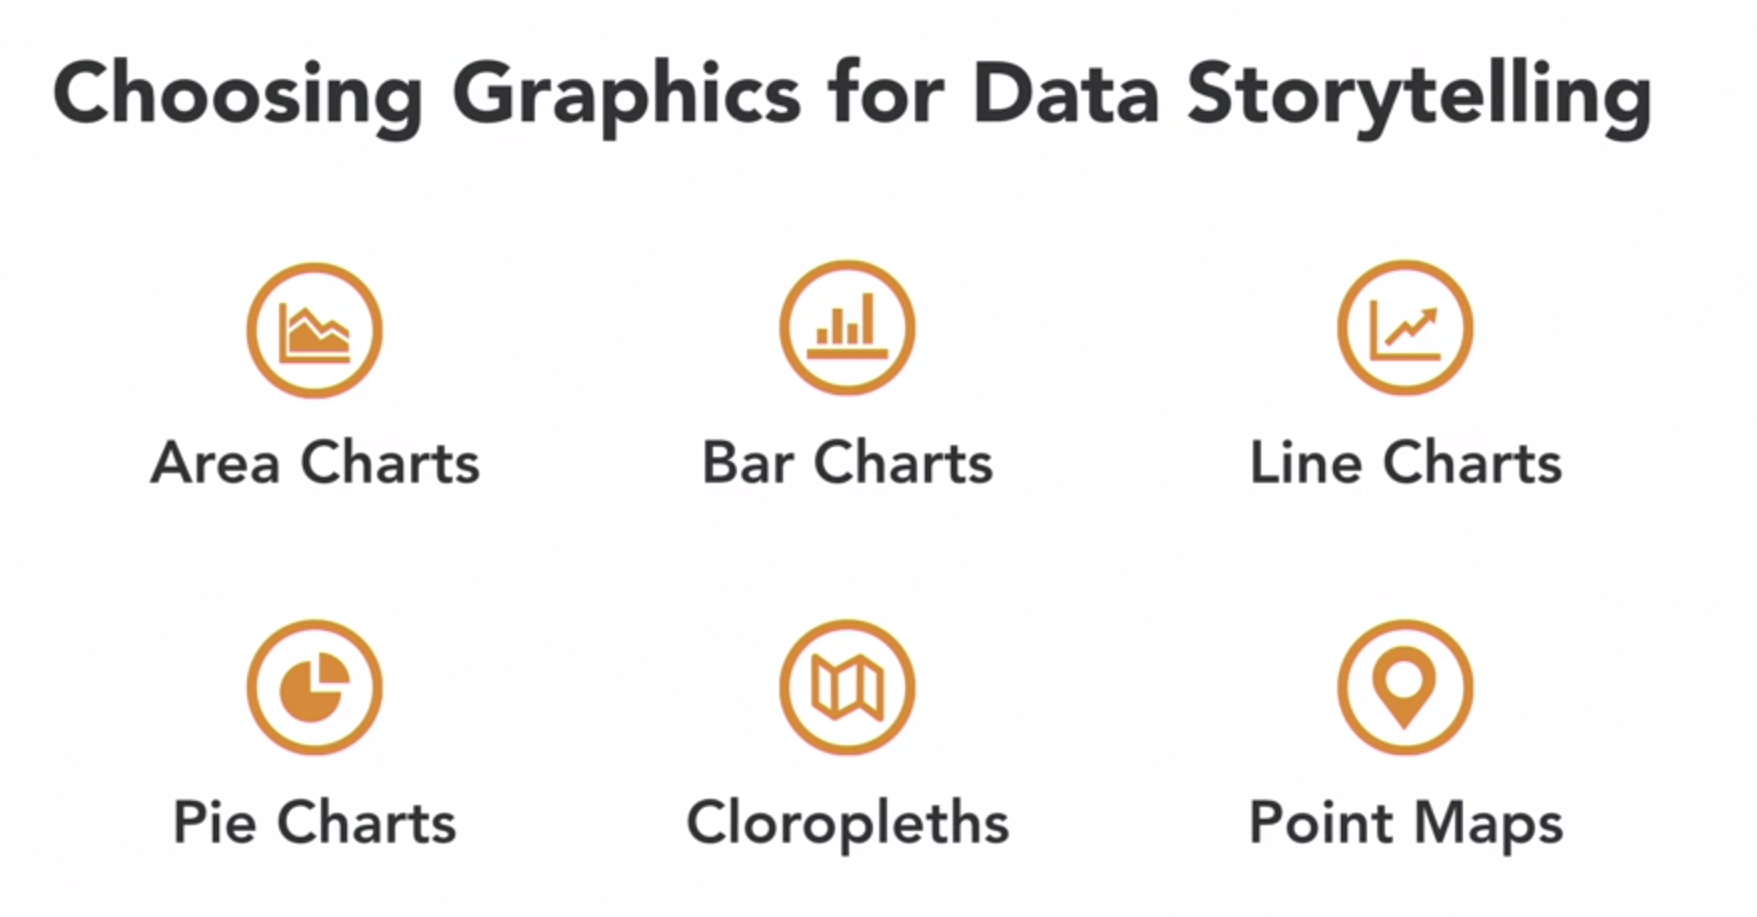 Choosing Graphics for Data Storytelling
Area Charts
Bar Charts
Line Charts
Pie Charts
Cloropleths
Point Maps